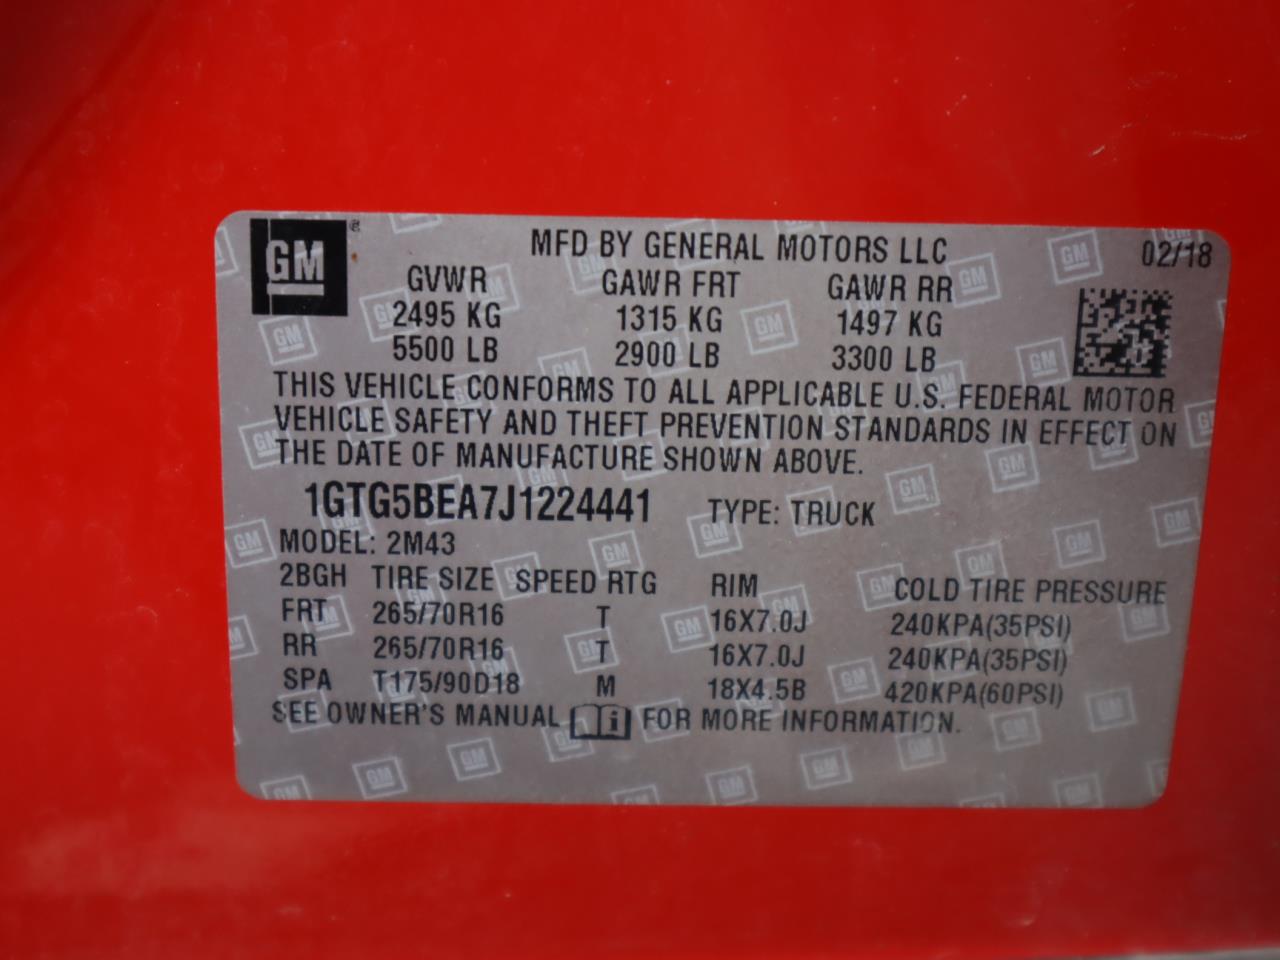 GM ®
MFD BY GENERAL MOTORS LLC 02/18
GVWR GAWR FRT GAWR RR
2495 KG 1315 KG 1497 KG
5500 LB 2900 LB 3300 LB
THIS VEHICLE CONFORMS TO ALL APPLICABLE U.S. FEDERAL MOTOR
VEHICLE SAFETY AND THEFT PREVENTION STANDARDS IN EFFECT ON
THE DATE OF MANUFACTURE SHOWN ABOVE.
1GTG5BEA7J1224441 TYPE: TRUCK
MODEL: 2M43
2BGH TIRE SIZE SPEED RTG RIM COLD TIRE PRESSURE
FRT 265/70R16 T 16X7.0J 240KPA(35PSI)
RR 265/70R16 T 16X7.0J 240KPA(35PSI)
SPA T175/90D18 M 18X4.5B 420KPA(60PSI)
SEE OWNER'S MANUAL i FOR MORE INFORMATION.